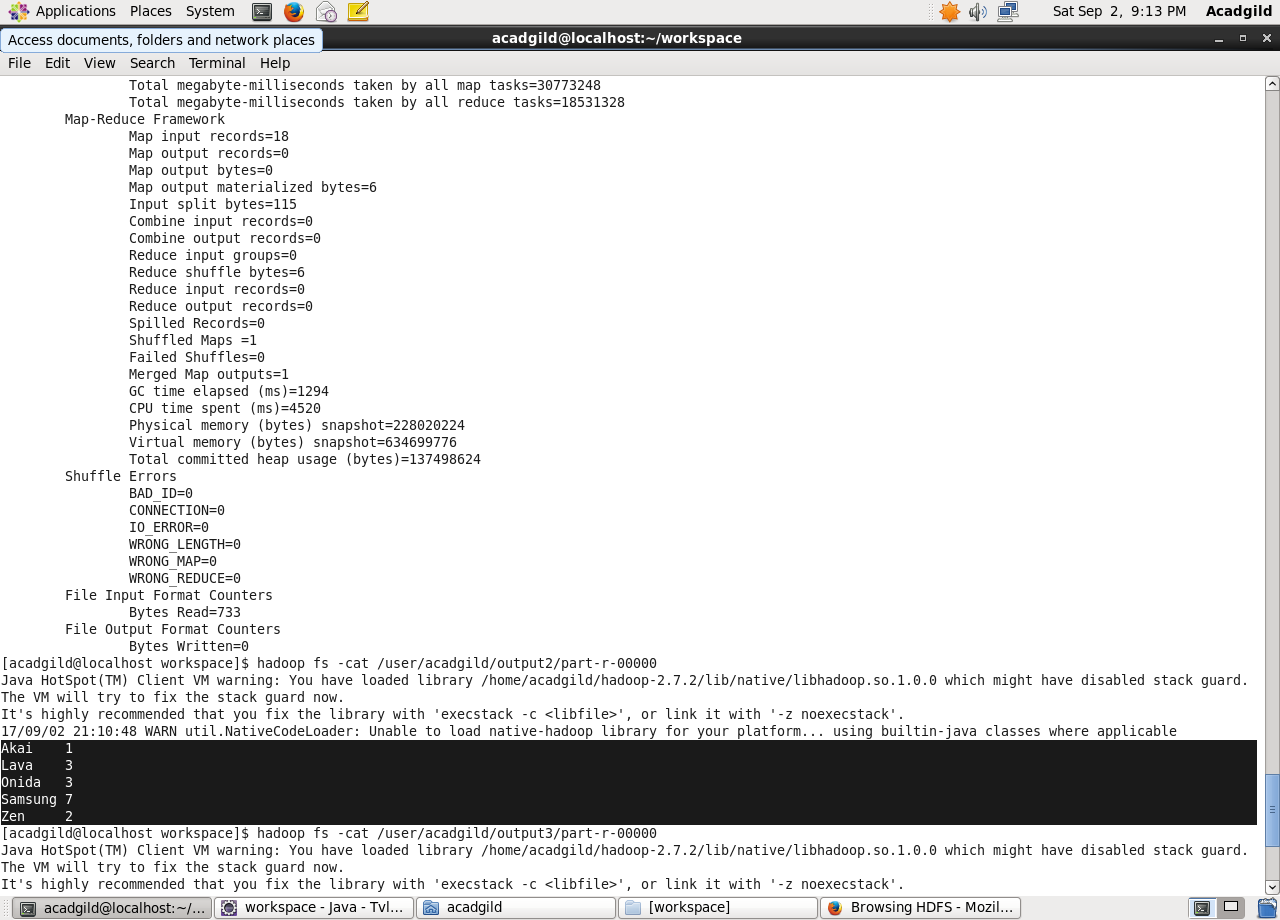 Applications Places System Sat Sep 2, 9:13 PM Acadgild
Access documents, folders and network places acadgild@localhost:~/workspace
File Edit View Search Terminal Help
Total megabyte-milliseconds taken by all map tasks=30773248
Total megabyte-milliseconds taken by all reduce tasks=18531328
Map-Reduce Framework
Map input records=18
Map output records=0
Map output bytes=0
Map output materialized bytes=6
Input split bytes=115
Combine input records=0
Combine output records=0
Reduce input groups=0
Reduce shuffle bytes=6
Reduce input records=0
Reduce output records=0
Spilled Records=0
Shuffled Maps =1
Failed Shuffles=0
Merged Map outputs=1
GC time elapsed (ms)=1294
CPU time spent (ms)=4520
Physical memory (bytes) snapshot=228020224
Virtual memory (bytes) snapshot=634699776
Total committed heap usage (bytes)=137498624
Shuffle Errors
BAD_ID=0
CONNECTION=0
IO_ERROR=0
WRONG_LENGTH=0
WRONG_MAP=0
WRONG_REDUCE=0
File Input Format Counters
Bytes Read=733
File Output Format Counters
Bytes Written=0
[acadgild@localhost workspace]$ hadoop fs -cat /user/acadgild/output2/part-r-00000
Java HotSpot(TM) Client VM warning: You have loaded library /home/acadgild/hadoop-2.7.2/lib/native/libhadoop.so.1.0.0 which might have disabled stack guard.
The VM will try to fix the stack guard now.
It's highly recommended that you fix the library with 'execstack -c <libfile>', or link it with '-z noexecstack'.
17/09/02 21:10:48 WARN util.NativeCodeLoader: Unable to load native-hadoop library for your platform... using builtin-java classes where applicable
Akai 1
Lava 3
Onida 3
Samsung 7
Zen 2
[acadgild@localhost workspace]$ hadoop fs -cat /user/acadgild/output3/part-r-00000
Java HotSpot(TM) Client VM warning: You have loaded library /home/acadgild/hadoop-2.7.2/lib/native/libhadoop.so.1.0.0 which might have disabled stack guard.
The VM will try to fix the stack guard now.
It's highly recommended that you fix the library with 'execstack -c <libfile>', or link it with '-z noexecstack'.
acadgild@localhost:~/... workspace - Java - Tvl... acadgild [workspace] Browsing HDFS - Mozil...